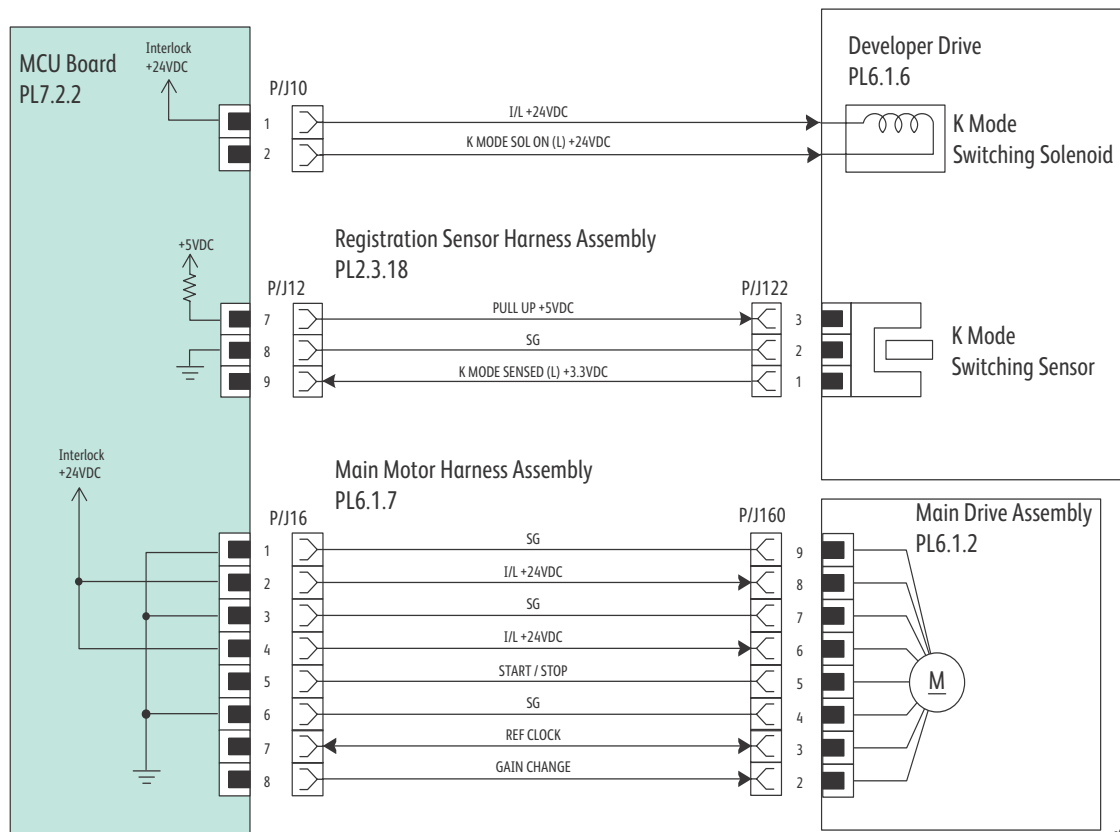 MCU Board
PL7.2.2
Interlock
+24VDC
P/J10
1
2
I/L +24VDC
K MODE SOL ON (L) +24VDC
Developer Drive
PL6.1.6
K Mode
Switching Solenoid
Registration Sensor Harness Assembly
PL2.3.18
+5VDC
P/J12
P/J122
7
PULL UP +5VDC
3
8
SG
2
9
K MODE SENSED (L) +3.3VDC
1
K Mode
Switching Sensor
Main Motor Harness Assembly
PL6.1.7
Interlock
+24VDC
P/J16
P/J160
Main Drive Assembly
PL6.1.2
1
SG
9
2
I/L +24VDC
8
3
SG
7
4
I/L +24VDC
6
5
START / STOP
5
6
SG
4
7
REF CLOCK
3
8
GAIN CHANGE
2
M